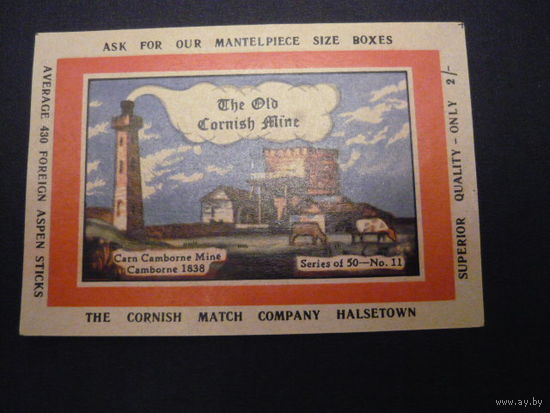 ASK FOR OUR MANTELPIECE SIZE BOXES
AVERAGE 430 FOREIGN ASPEN STICKS
The Old
Cornish Mine
Carn Camborne Mine
Camborne 1838
Series of 50—No. 11
SUPERIOR QUALITY - ONLY 2/-
THE CORNISH MATCH COMPANY HALSETOWN
© www.ay.by